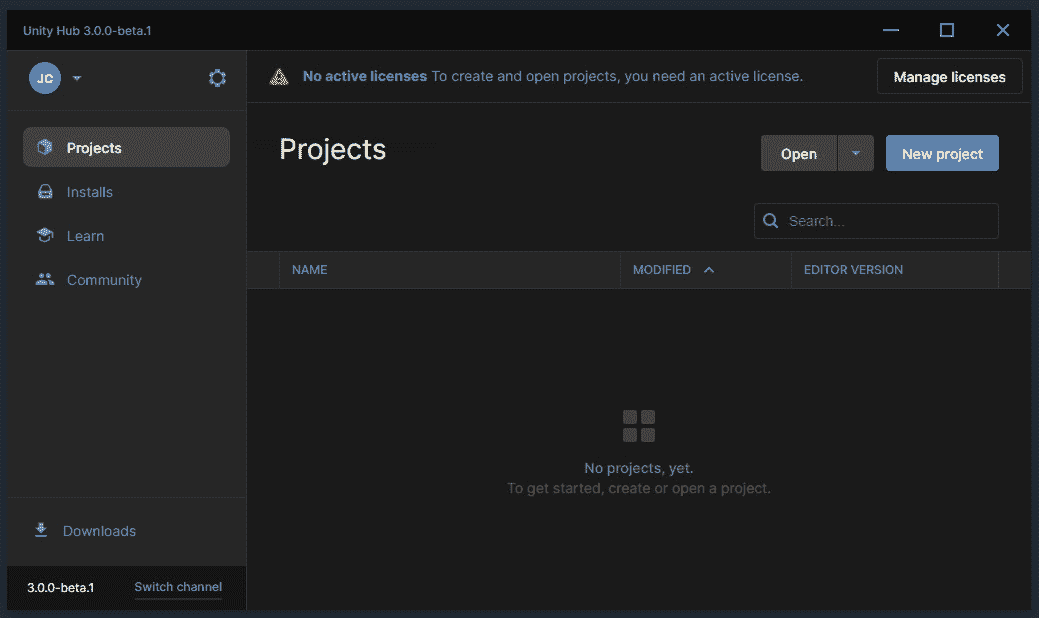 Unity Hub 3.0.0-beta.1
JC
No active licenses To create and open projects, you need an active license.
Manage licenses
Projects
Installs
Learn
Community
Downloads
3.0.0-beta.1
Switch channel
Projects
Open
New project
Search...
NAME
MODIFIED
EDITOR VERSION
No projects, yet.
To get started, create or open a project.